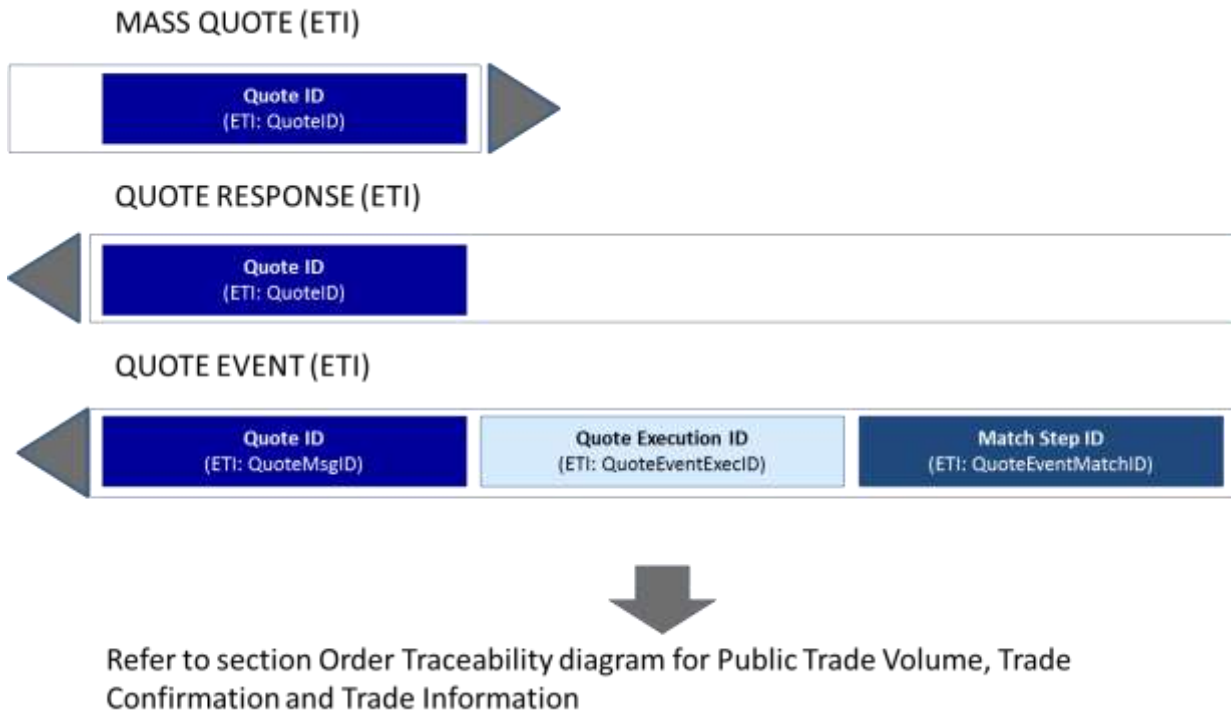 MASS QUOTE (ETI)
Quote ID
(ETI: QuoteID)
QUOTE RESPONSE (ETI)
Quote ID
(ETI: QuoteID)
QUOTE EVENT (ETI)
Quote ID
(ETI: QuoteMsgID)
Quote Execution ID
(ETI: QuoteEventExecID)
Match Step ID
(ETI: QuoteEventMatchID)
Refer to section Order Traceability diagram for Public Trade Volume, Trade
Confirmation and Trade Information